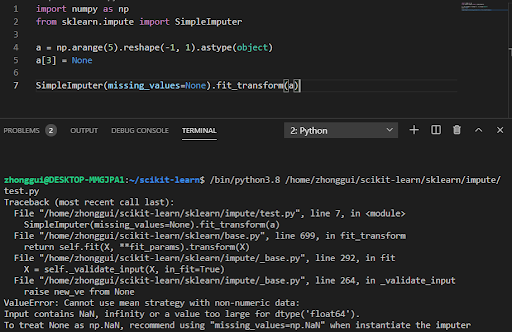 1 import numpy as np
2 from sklearn.impute import SimpleImputer
3
4 a = np.arange(5).reshape(-1, 1).astype(object)
5 a[3] = None
6
7 SimpleImputer(missing_values=None).fit_transform(a)
PROBLEMS 2 OUTPUT DEBUG CONSOLE TERMINAL 2: Python
zhonggui@DESKTOP-MMGJPA1:~/scikit-learn$ /bin/python3.8 /home/zhonggui/scikit-learn/sklearn/impute/
test.py
Traceback (most recent call last):
File "/home/zhonggui/scikit-learn/sklearn/impute/test.py", line 7, in <module>
SimpleImputer(missing_values=None).fit_transform(a)
File "/home/zhonggui/scikit-learn/sklearn/base.py", line 699, in fit_transform
return self.fit(X, **fit_params).transform(X)
File "/home/zhonggui/scikit-learn/sklearn/impute/_base.py", line 292, in fit
X = self._validate_input(X, in_fit=True)
File "/home/zhonggui/scikit-learn/sklearn/impute/_base.py", line 264, in _validate_input
raise new_ve from None
ValueError: Cannot use mean strategy with non-numeric data:
Input contains NaN, infinity or a value too large for dtype('float64').
To treat None as np.NaN, recommend using "missing_values=np.NaN" when instantiate the imputer